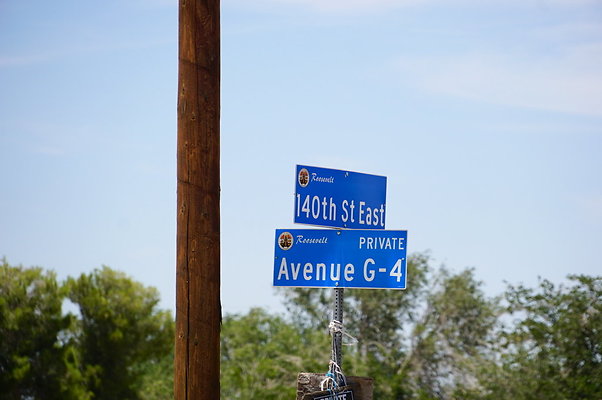 Roosevelt
140th St East
Roosevelt PRIVATE
Avenue G-4